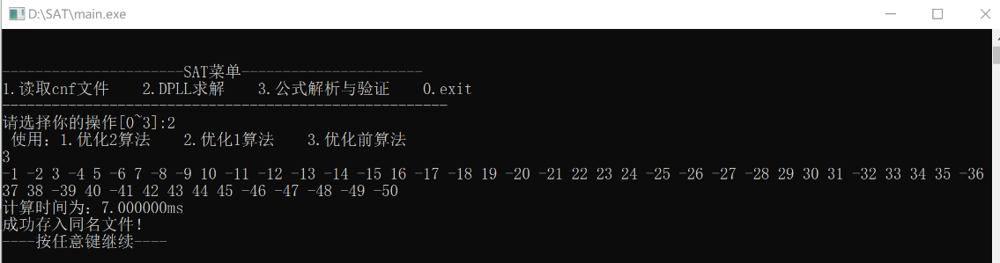 D:\SAT\main.exe
----------------------SAT菜单----------------------
1.读取cnf文件    2.DPLL求解    3.公式解析与验证    0.exit
------------------------------------------------------
请选择你的操作[0~3]:2
使用：1.优化2算法    2.优化1算法    3.优化前算法
3
-1 -2 3 -4 5 -6 7 -8 -9 10 -11 -12 -13 -14 -15 16 -17 -18 19 -20 -21 22 23 24 -25 -26 -27 -28 29 30 31 -32 33 34 35 -36
37 38 -39 40 -41 42 43 44 45 -46 -47 -48 -49 -50
计算时间为：7.000000ms
成功存入同名文件！
----按任意键继续----